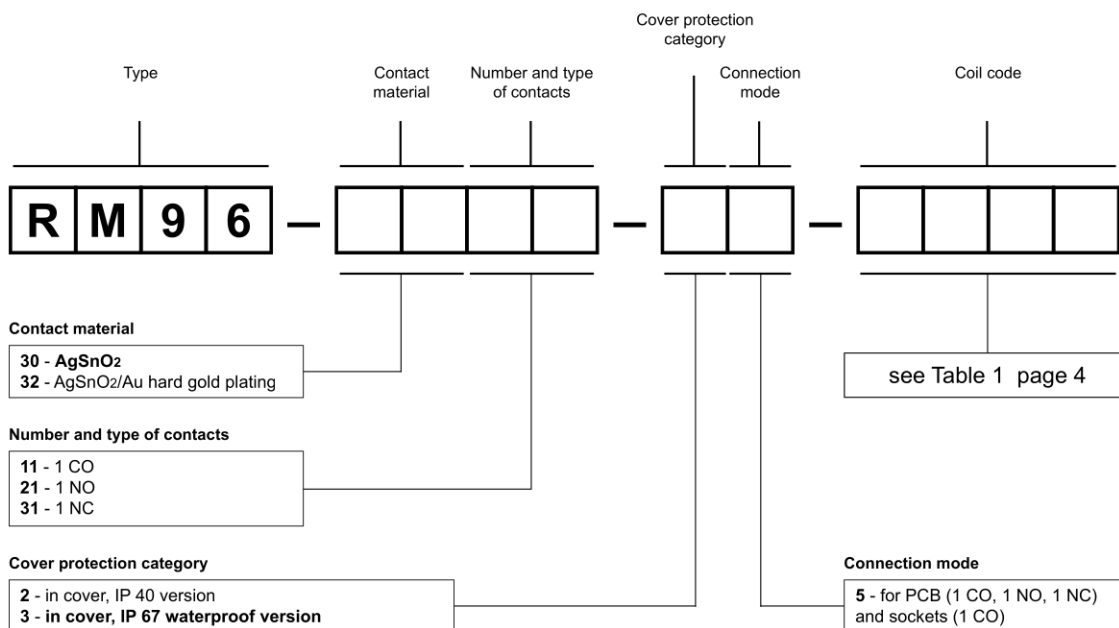 Cover protection
category
Type
Contact
material
Number and type
of contacts
Connection
mode
Coil code
RM96 – – –
Contact material
30 - AgSnO2
32 - AgSnO2/Au hard gold plating
see Table 1 page 4
Number and type of contacts
11 - 1 CO
21 - 1 NO
31 - 1 NC
Cover protection category
2 - in cover, IP 40 version
3 - in cover, IP 67 waterproof version
Connection mode
5 - for PCB (1 CO, 1 NO, 1 NC)
and sockets (1 CO)